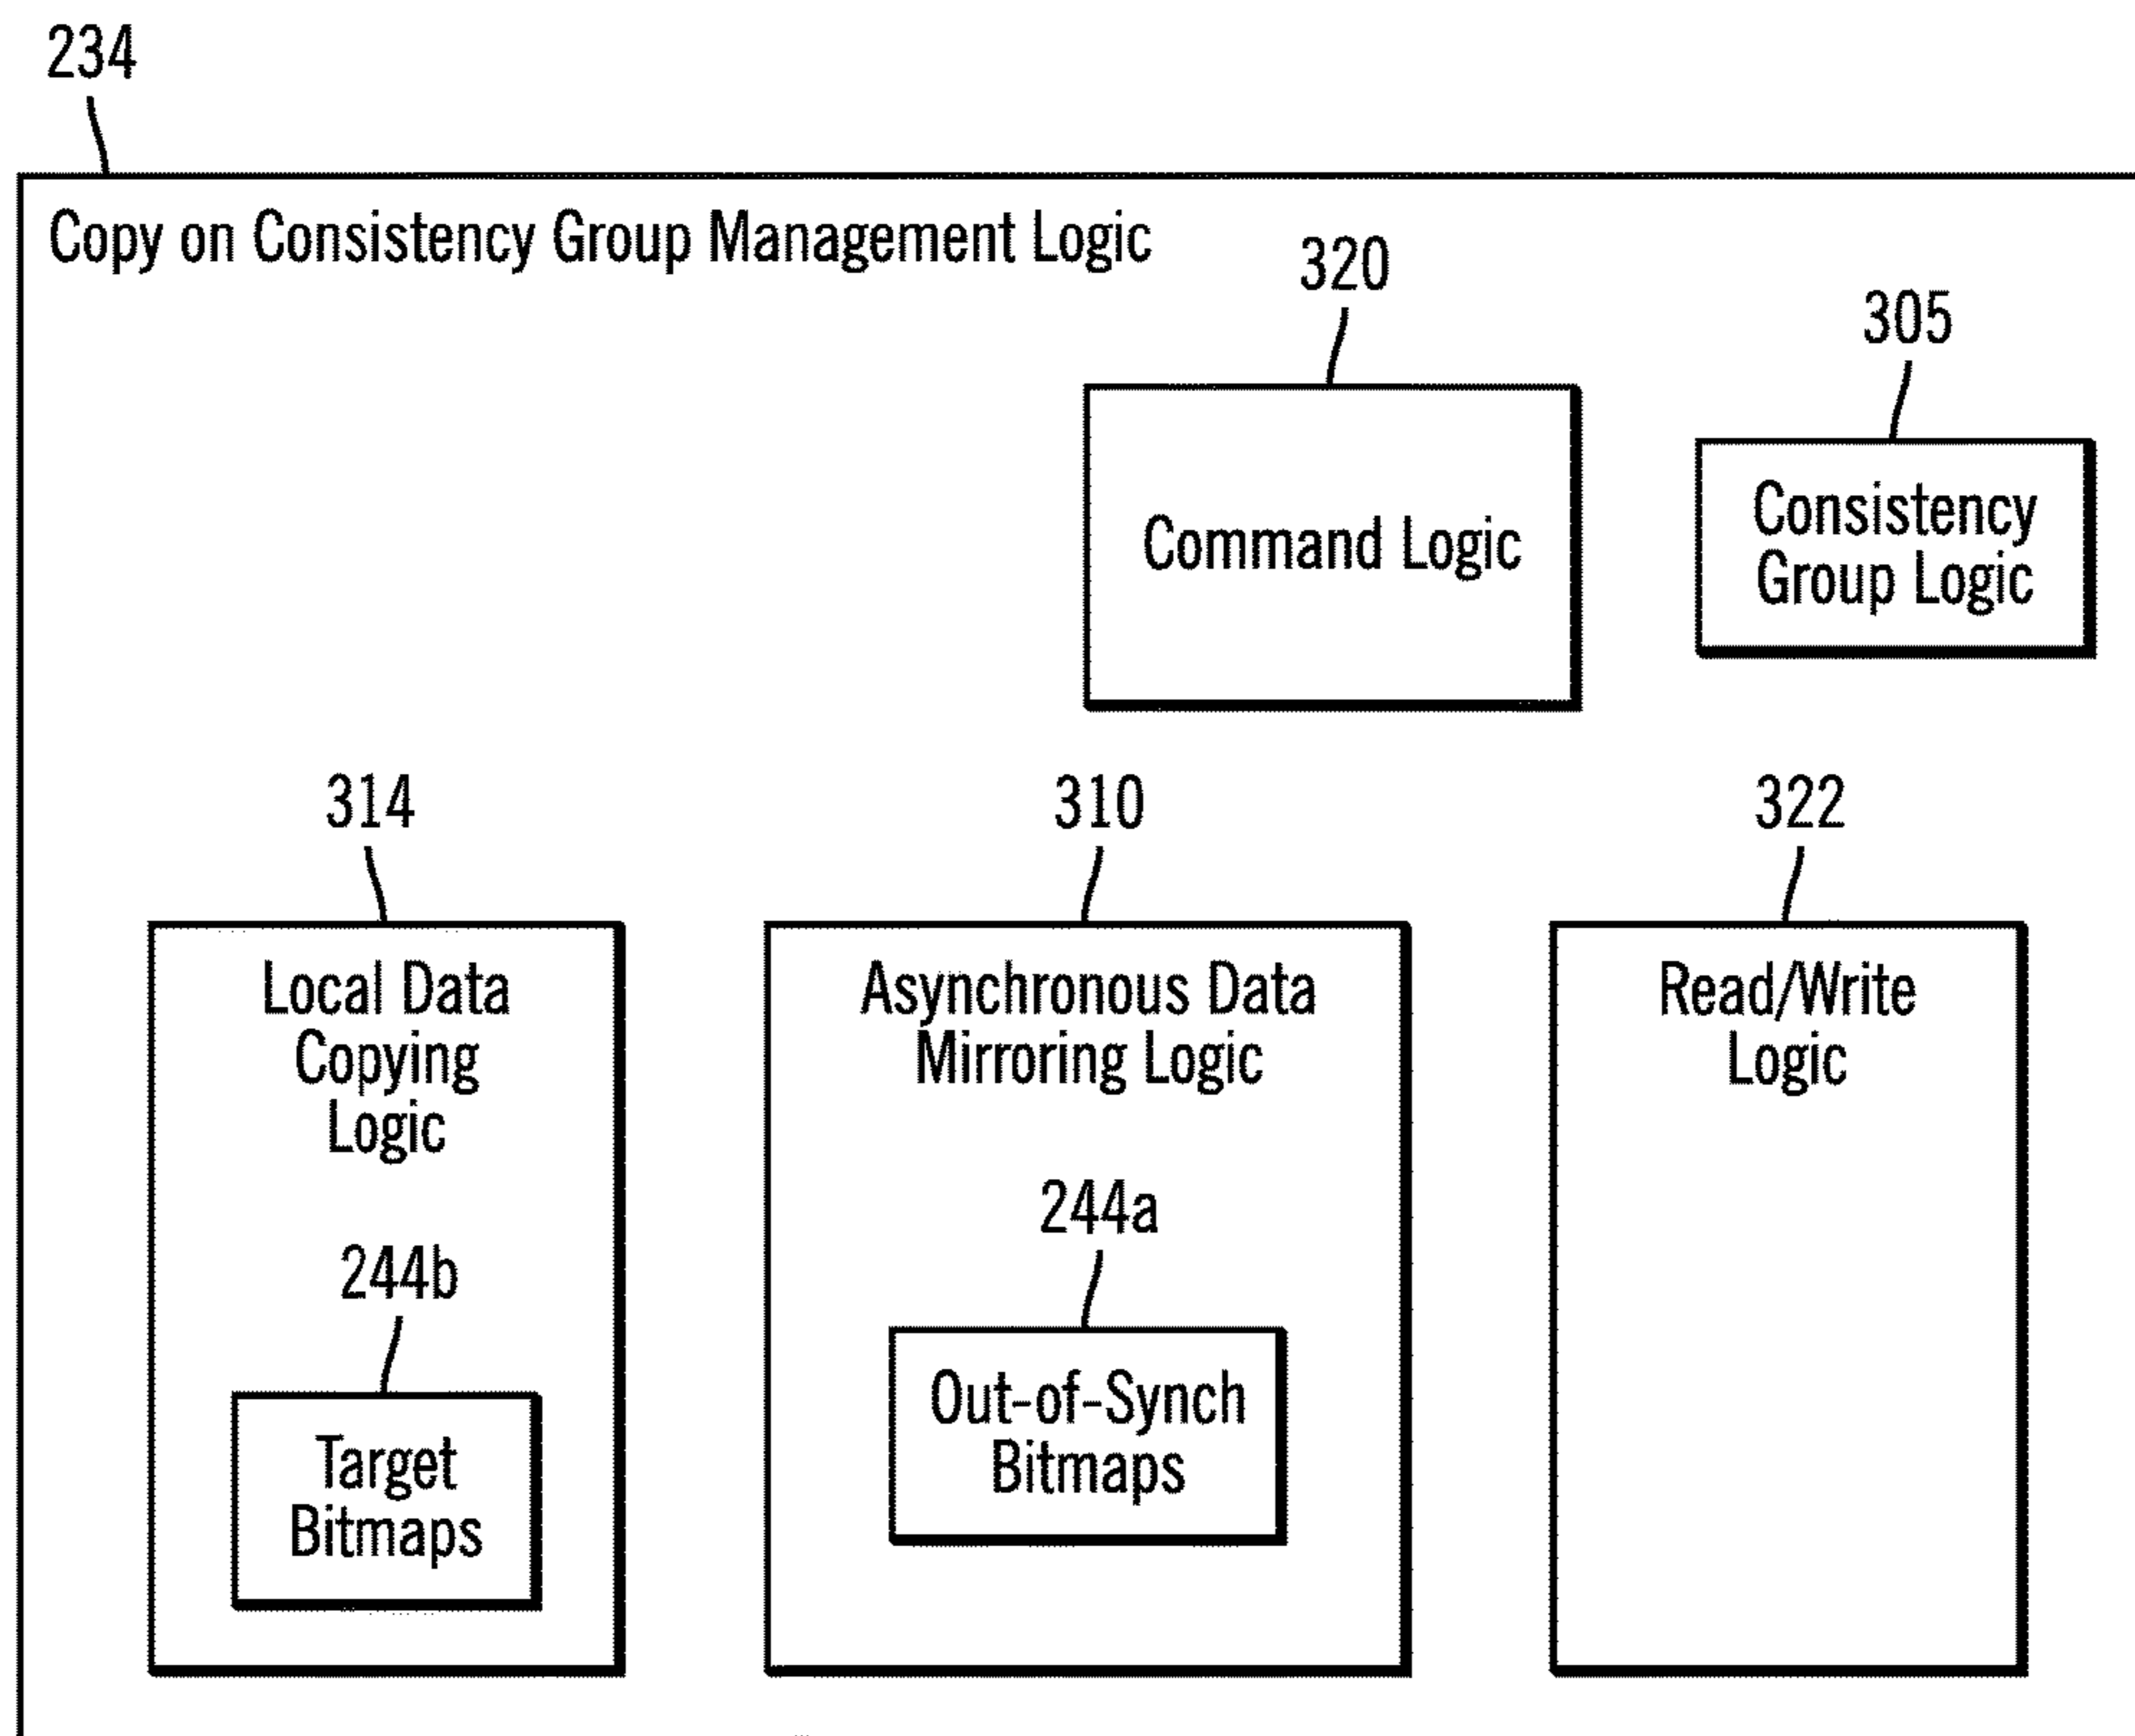 234
Copy on Consistency Group Management Logic
320
305
Command Logic
Consistency
Group Logic
314
310
322
Local Data
Copying
Logic
Asynchronous Data
Mirroring Logic
Read/Write
Logic
244b
244a
Target
Bitmaps
Out-of-Synch
Bitmaps